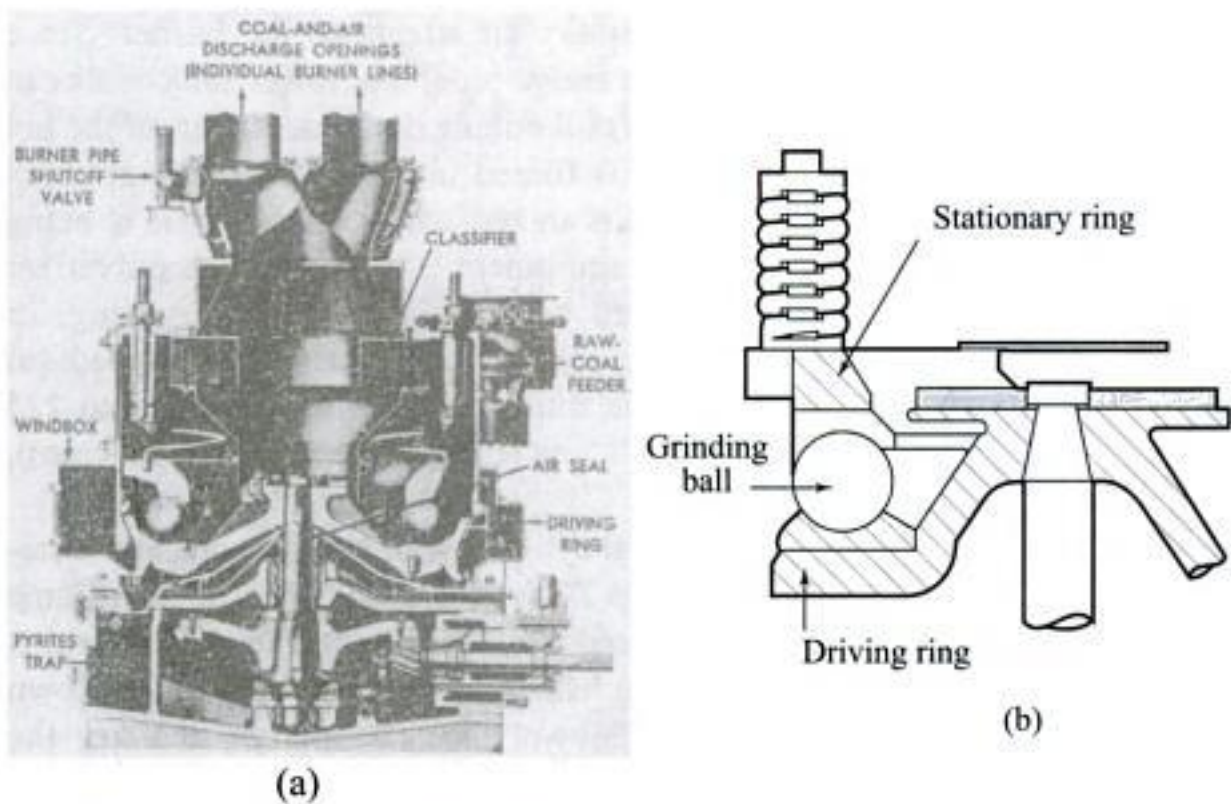 COAL-AND-AIR
DISCHARGE OPENINGS
(INDIVIDUAL BURNER LINES)
BURNER PIPE
SHUTOFF
VALVE
CLASSIFIER
RAW-
COAL
FEEDER
WINDBOX
AIR SEAL
DRIVING
RING
PYRITES
TRAP
(a)
Stationary ring
Grinding
ball
Driving ring
(b)